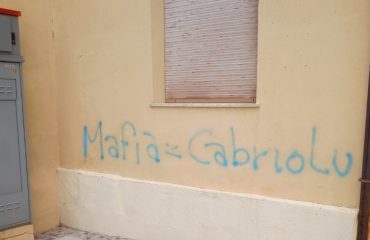 Mafia = Cabriolu